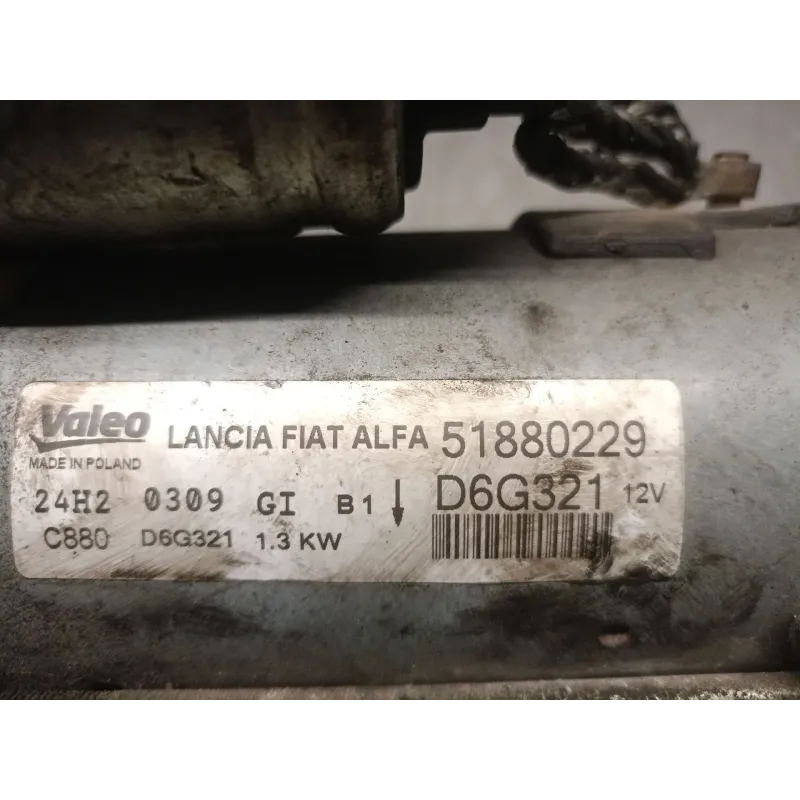 Valeo LANCIA FIAT ALFA 51880229
MADE IN POLAND
24H2 0309 GI B1 D6G321 12V
C880 D6G321 1.3 KW